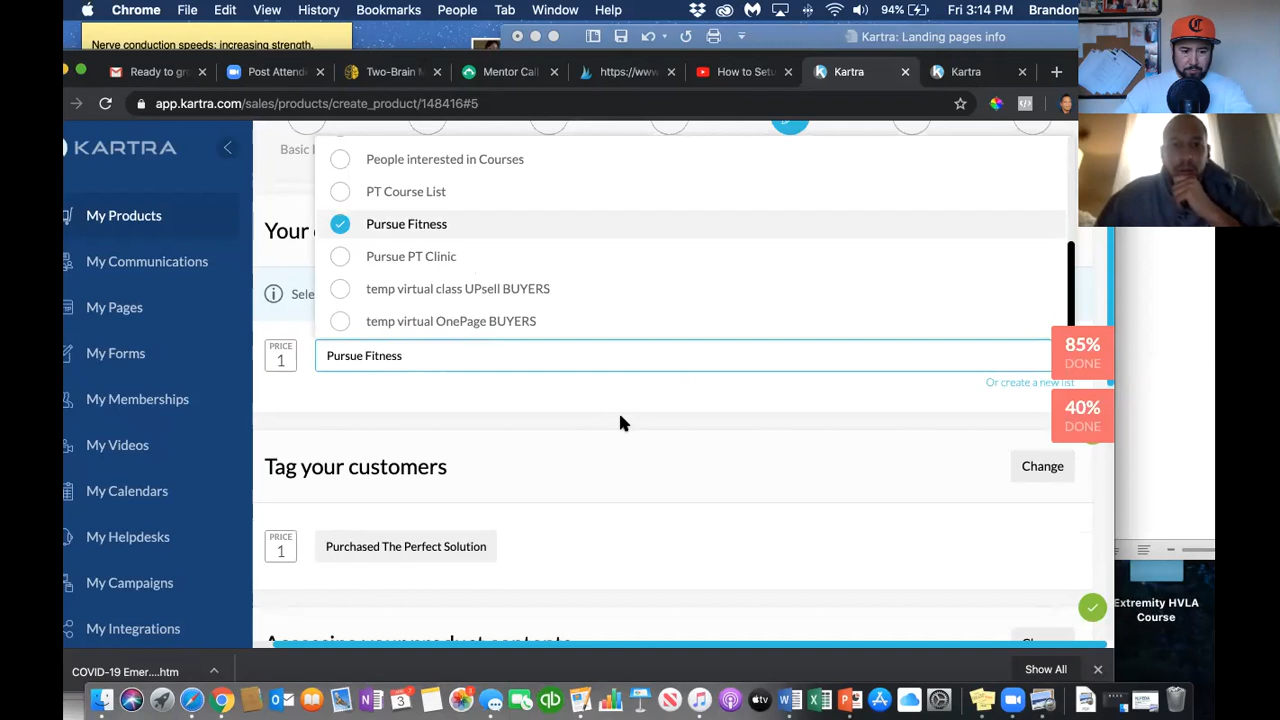 Chrome File Edit View History Bookmarks People Tab Window Help 94% Fri 3:14 PM Brandon
Nerve conduction speeds: increasing strength,
Kartra: Landing pages info
Ready to gr
Post Attend
Two-Brain M
Mentor Call
https://www
How to Setu
Kartra
Kartra
app.kartra.com/sales/products/create_product/148416#5
KARTRA
My Products
My Communications
My Pages
My Forms
My Memberships
My Videos
My Calendars
My Helpdesks
My Campaigns
My Integrations
Basic
People interested in Courses
PT Course List
Pursue Fitness
Pursue PT Clinic
temp virtual class UPsell BUYERS
temp virtual OnePage BUYERS
Your
Sele
PRICE
1
Pursue Fitness
Or create a new list
85%
DONE
40%
DONE
Tag your customers
Change
PRICE
1
Purchased The Perfect Solution
Accessing your product contents
Extremity HVLA
Course
COVID-19 Emer....htm
Show All